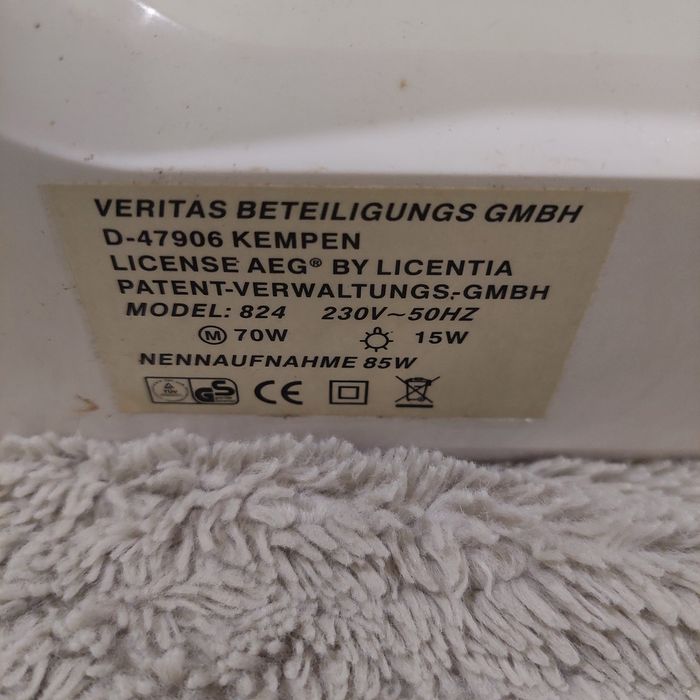 VERITAS BETEILIGUNGS GMBH
D-47906 KEMPEN
LICENSE AEG® BY LICENTIA
PATENT-VERWALTUNGS-GMBH
MODEL: 824 230V~50HZ
M 70W 15W
NENNAUFNAHME 85W
TÜV GS CE